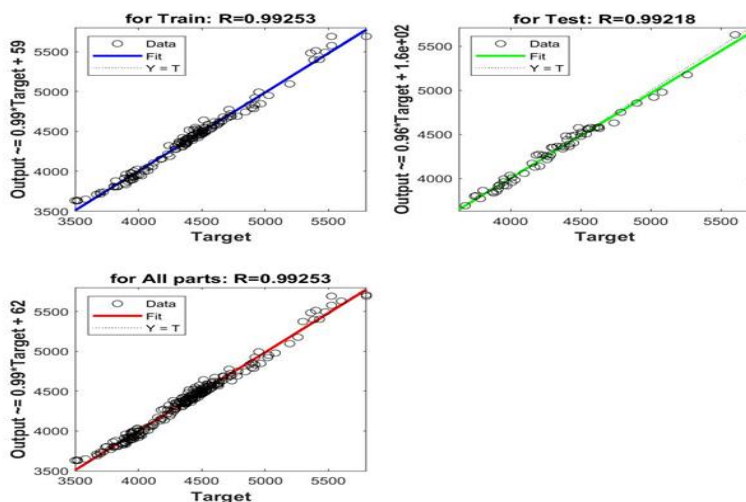 for Train: R=0.99253
Output ~= 0.99*Target + 59
5500
5000
4500
4000
3500
Data
Fit
Y = T
3500
4000
4500
5000
5500
Target
for Test: R=0.99218
Output ~= 0.96*Target + 1.6e+02
5500
5000
4500
4000
Data
Fit
Y = T
4000
4500
5000
5500
Target
for All parts: R=0.99253
Output ~= 0.99*Target + 62
5500
5000
4500
4000
3500
Data
Fit
Y = T
3500
4000
4500
5000
5500
Target